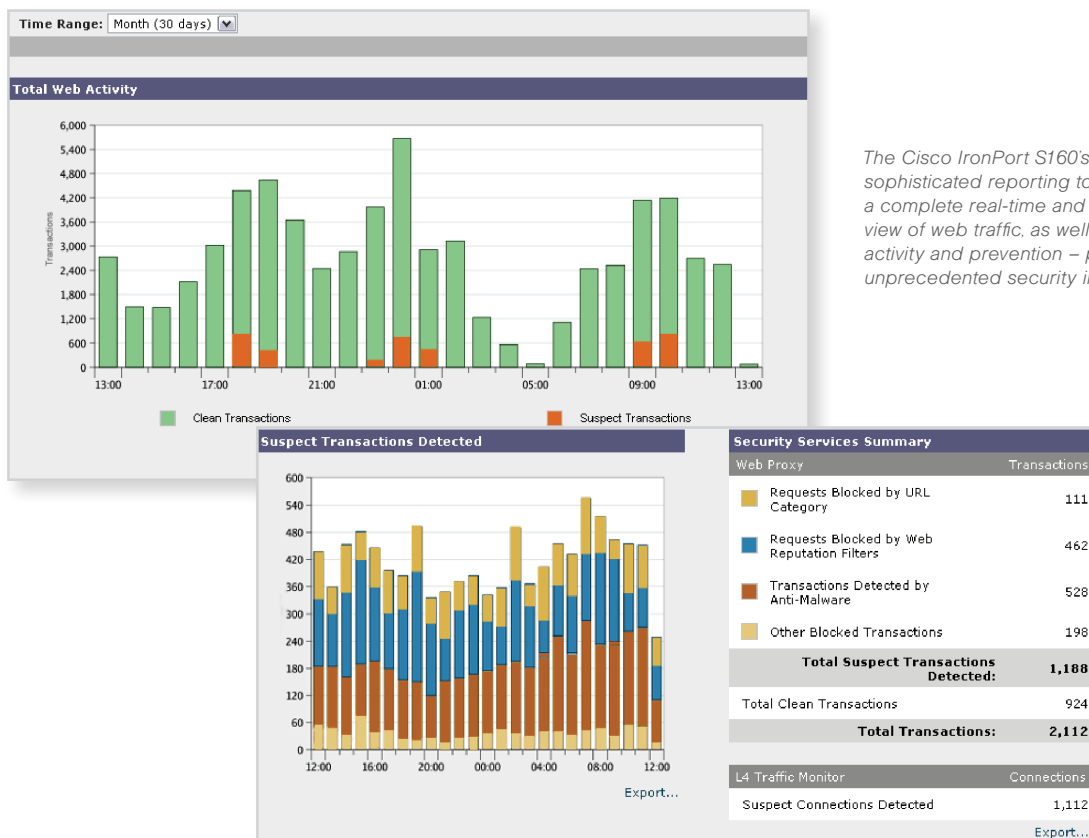 Time Range: Month (30 days)
Total Web Activity
6,000
5,400
4,800
4,200
3,600
3,000
2,400
1,800
1,200
600
0
Transactions
13:00 17:00 21:00 01:00 05:00 09:00 13:00
Clean Transactions Suspect Transactions
The Cisco IronPort S160's
sophisticated reporting
a complete real-time and
view of web traffic, as well
activity and prevention –
unprecedented security
Suspect Transactions Detected
600
540
480
420
360
300
240
180
120
60
0
12:00 16:00 20:00 00:00 04:00 08:00 12:00
Export...
Security Services Summary
Web Proxy Transactions
Requests Blocked by URL
Category 111
Requests Blocked by Web
Reputation Filters 462
Transactions Detected by
Anti-Malware 528
Other Blocked Transactions 198
Total Suspect Transactions
Detected: 1,188
Total Clean Transactions 924
Total Transactions: 2,112
L4 Traffic Monitor Connections
Suspect Connections Detected 1,112
Export...